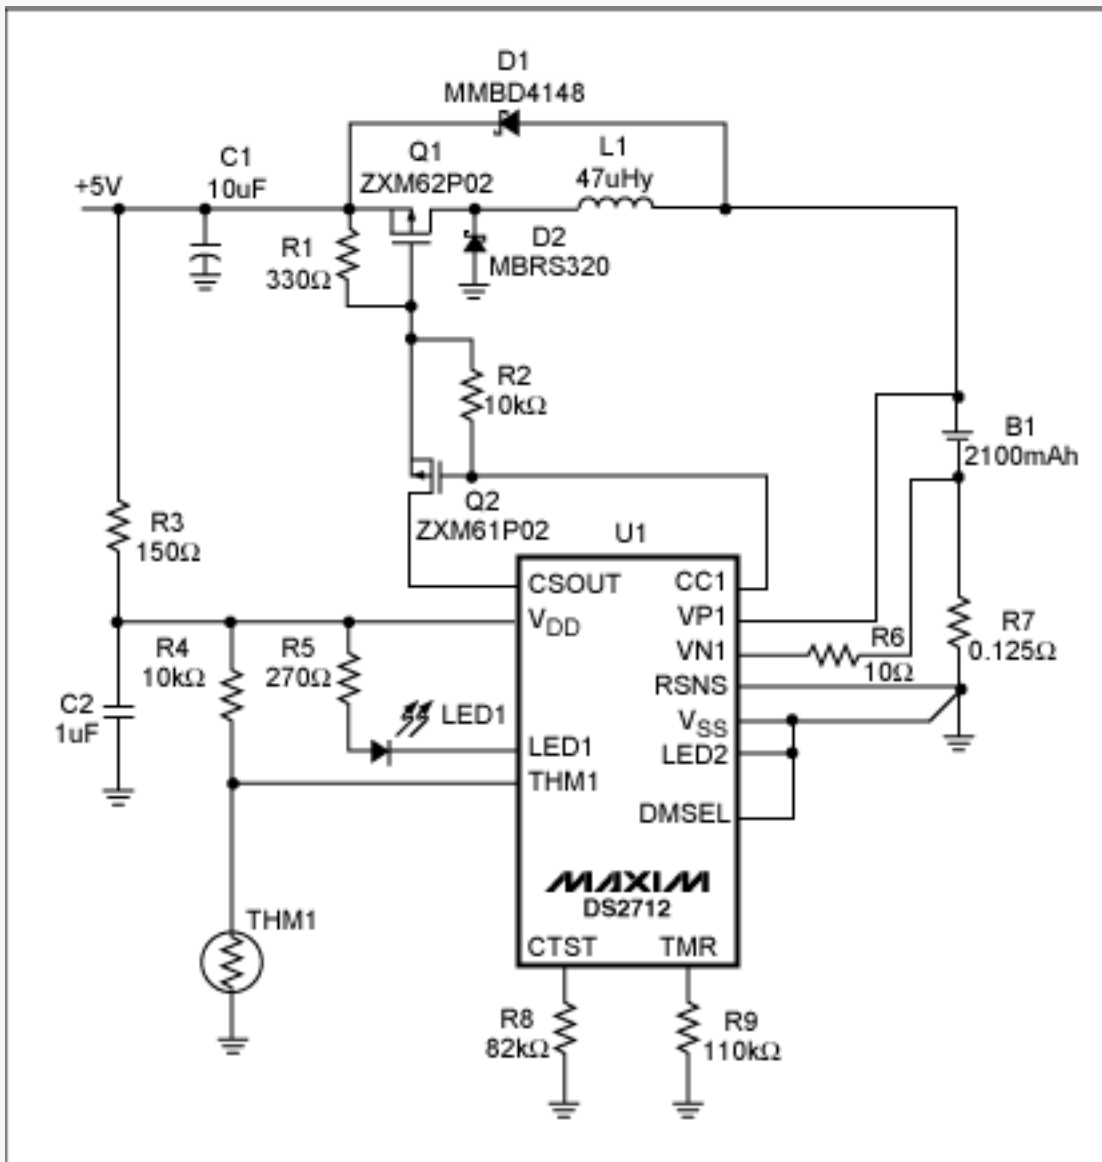 D1
MMBD4148
C1
10uF
Q1
ZXM62P02
L1
47uHy
+5V
R1
330Ω
D2
MBRS320
R2
10kΩ
B1
2100mAh
Q2
ZXM61P02
R3
150Ω
U1
CSOUT
CC1
VDD
VP1
VN1
R6
10Ω
R7
0.125Ω
R4
10kΩ
R5
270Ω
RSNS
C2
1uF
LED1
VSS
LED1
LED2
THM1
DMSEL
MAXIM
DS2712
THM1
CTST
TMR
R8
82kΩ
R9
110kΩ